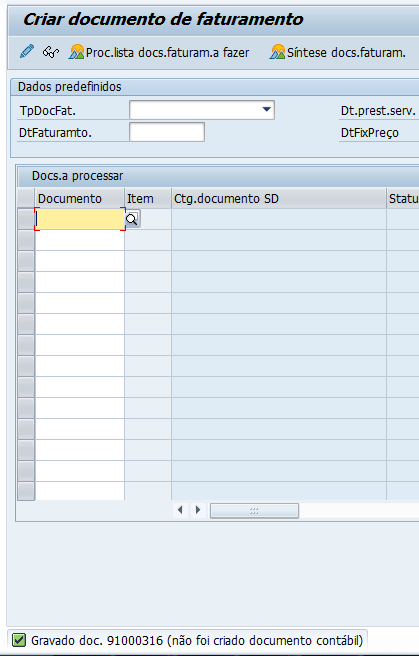 Criar documento de faturamento
Proc.lista docs.faturam.a fazer Síntese docs.faturam.
Dados predefinidos
TpDocFat. Dt.prest.serv.
DtFaturamto. DtFixPreço
Docs.a processar
Documento Item Ctg.documento SD Statu
Gravado doc. 91000316 (não foi criado documento contábil)